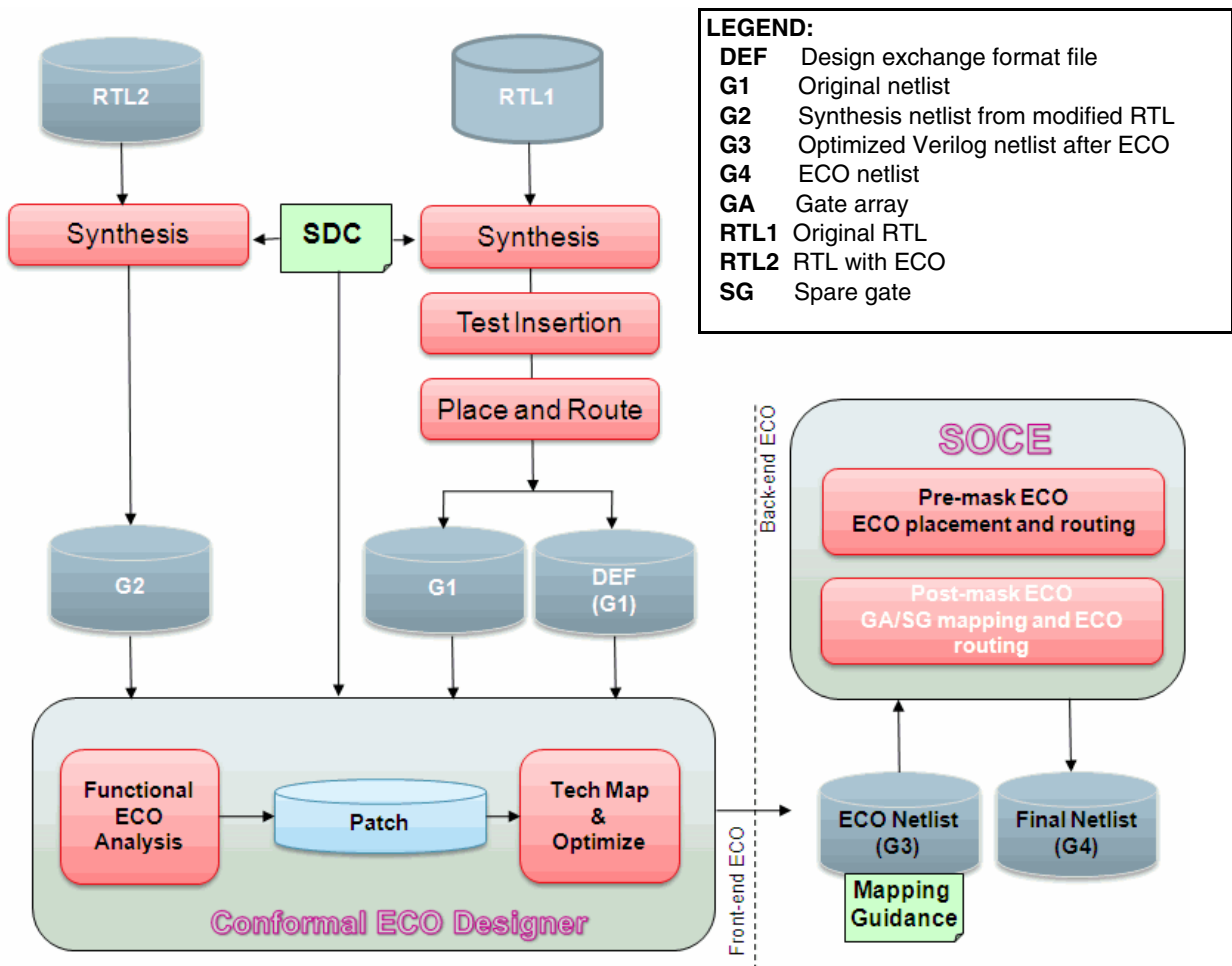 LEGEND:
DEF Design exchange format file
G1 Original netlist
G2 Synthesis netlist from modified RTL
G3 Optimized Verilog netlist after ECO
G4 ECO netlist
GA Gate array
RTL1 Original RTL
RTL2 RTL with ECO
SG Spare gate
RTL2
RTL1
Synthesis
SDC
Synthesis
Test Insertion
Place and Route
G2
G1
DEF
(G1)
Functional
ECO
Analysis
Patch
Tech Map
&
Optimize
Conformal ECO Designer
Back-end ECO
Front-end ECO
SOCE
Pre-mask ECO
ECO placement and routing
Post-mask ECO
GA/SG mapping and ECO
routing
ECO Netlist
(G3)
Mapping
Guidance
Final Netlist
(G4)